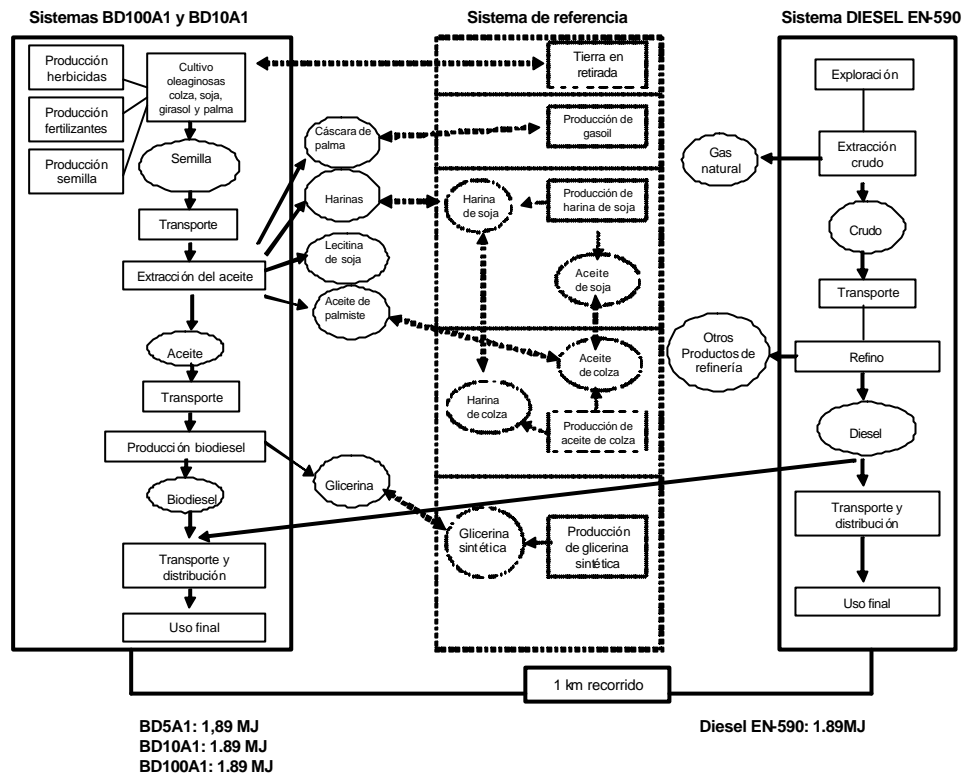 Sistemas BD100A1 y BD10A1
Producción
herbicidas
Producción
fertilizantes
Producción
semilla
Cultivo
oleaginosas
colza, soja,
girasol y palma
Semilla
Transporte
Extracción del aceite
Aceite
Transporte
Producción biodiesel
Biodiesel
Transporte y
distribución
Uso final
Cáscara de
palma
Harinas
Lecitina
de soja
Aceite de
palmiste
Glicerina
Sistema de referencia
Tierra en
retirada
Producción de
gasoil
Harina
de soja
Producción de
harina de soja
Aceite
de soja
Aceite
de colza
Harina
de colza
Producción de
aceite de colza
Glicerina
sintética
Producción
de glicerina
sintética
Sistema DIESEL EN-590
Exploración
Extracción
crudo
Gas
natural
Crudo
Transporte
Otros
Productos de
refinería
Refino
Diesel
Transporte y
distribución
Uso final
1 km recorrido
BD5A1: 1,89 MJ
BD10A1: 1.89 MJ
BD100A1: 1.89 MJ
Diesel EN-590: 1.89MJ